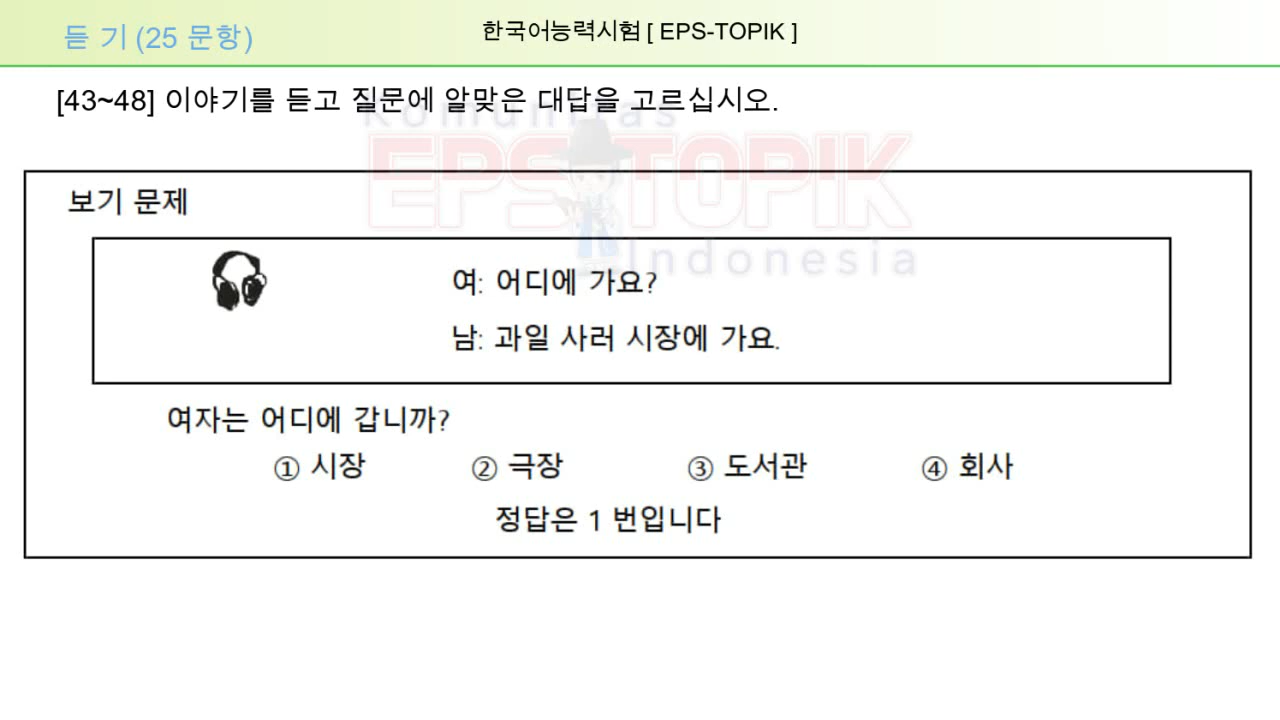 듣 기 (25 문항)
한국어능력시험 [ EPS-TOPIK ]
[43~48] 이야기를 듣고 질문에 알맞은 대답을 고르십시오.
Komunitas
EPS TOPIK
Indonesia
보기 문제
여: 어디에 가요?
남: 과일 사러 시장에 가요.
여자는 어디에 갑니까?
① 시장 ② 극장 ③ 도서관 ④ 회사
정답은 1 번입니다